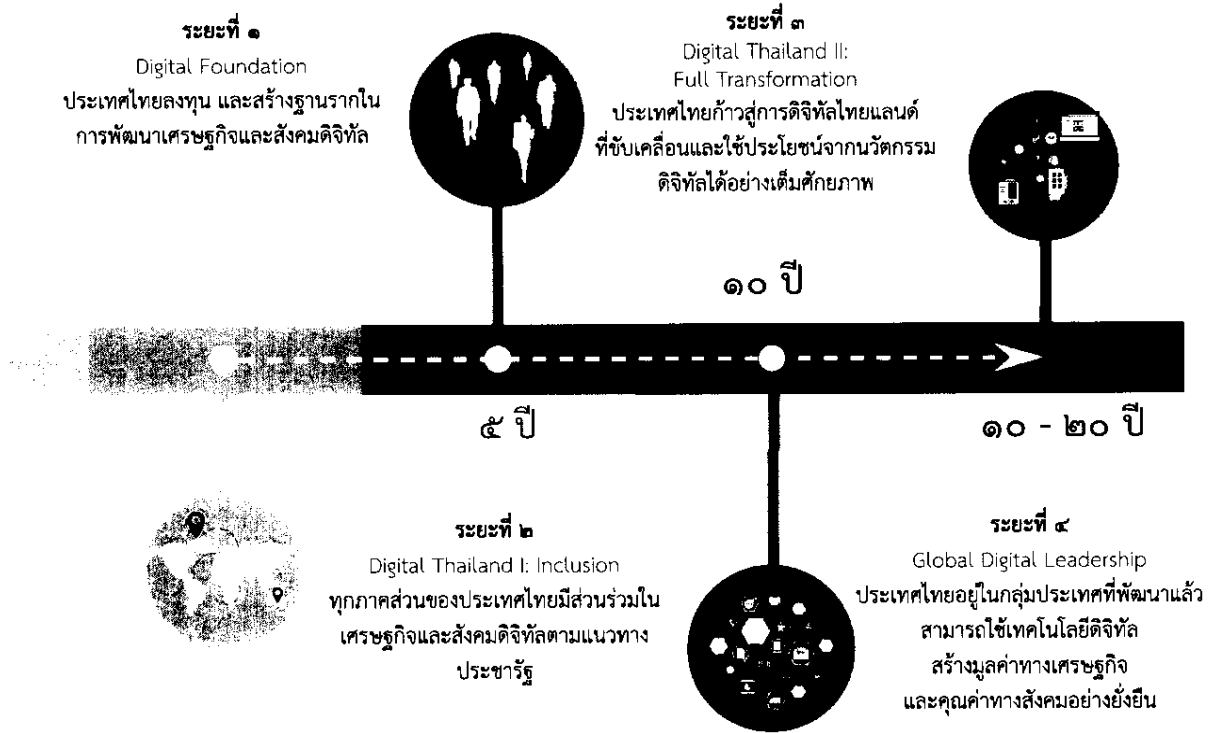 ระยะที่ ๑
Digital Foundation
ประเทศไทยลงทุน และสร้างฐานรากใน
การพัฒนาเศรษฐกิจและสังคมดิจิทัล
ระยะที่ ๓
Digital Thailand II:
Full Transformation
ประเทศไทยก้าวสู่การดิจิทัลไทยแลนด์
ที่ขับเคลื่อนและใช้ประโยชน์จากนวัตกรรม
ดิจิทัลได้อย่างเต็มศักยภาพ
๑๐ ปี
๕ ปี
๑๐ - ๒๐ ปี
ระยะที่ ๒
Digital Thailand I: Inclusion
ทุกภาคส่วนของประเทศไทยมีส่วนร่วมใน
เศรษฐกิจและสังคมดิจิทัลตามแนวทาง
ประชารัฐ
ระยะที่ ๔
Global Digital Leadership
ประเทศไทยอยู่ในกลุ่มประเทศที่พัฒนาแล้ว
สามารถใช้เทคโนโลยีดิจิทัล
สร้างมูลค่าทางเศรษฐกิจ
และคุณค่าทางสังคมอย่างยั่งยืน